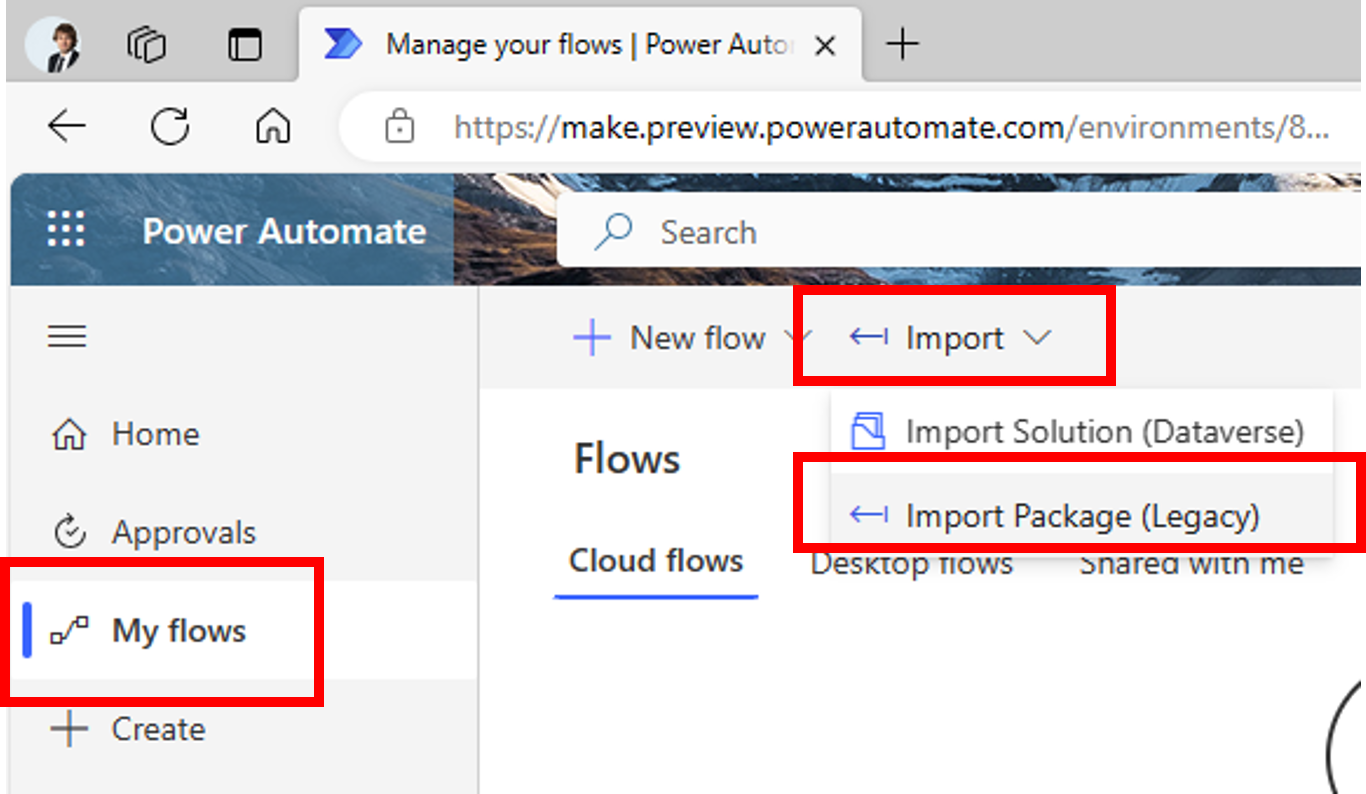 Manage your flows | Power Auto
https://make.preview.powerautomate.com/environments/8...
Power Automate
Search
New flow
Import
Home
Import Solution (Dataverse)
Flows
Import Package (Legacy)
Approvals
Cloud flows
Desktop flows
Shared with me
My flows
Create